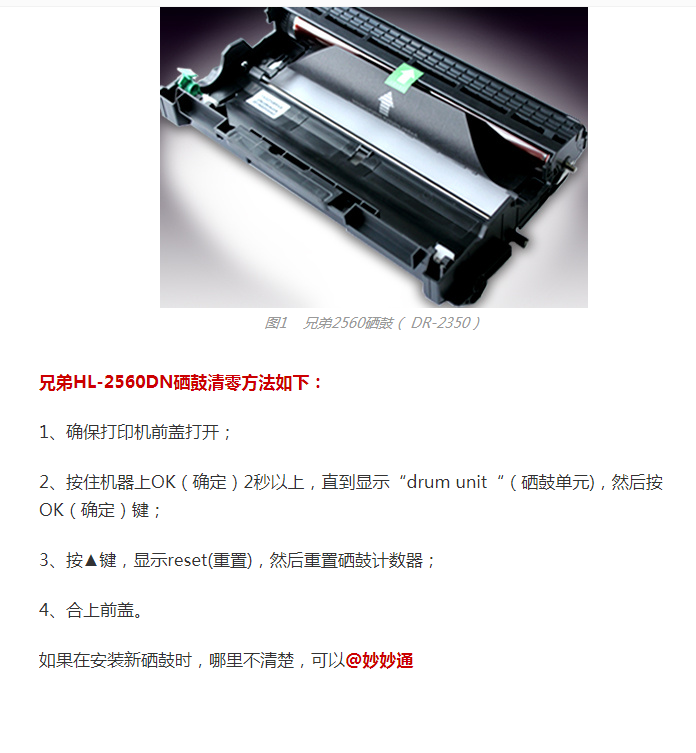 图1 兄弟2560硒鼓（ DR-2350）
兄弟HL-2560DN硒鼓清零方法如下：
1、确保打印机前盖打开；
2、按住机器上OK（确定）2秒以上，直到显示“drum unit“（硒鼓单元)，然后按
OK（确定）键；
3、按▲键，显示reset(重置)，然后重置硒鼓计数器；
4、合上前盖。
如果在安装新硒鼓时，哪里不清楚，可以@妙妙通